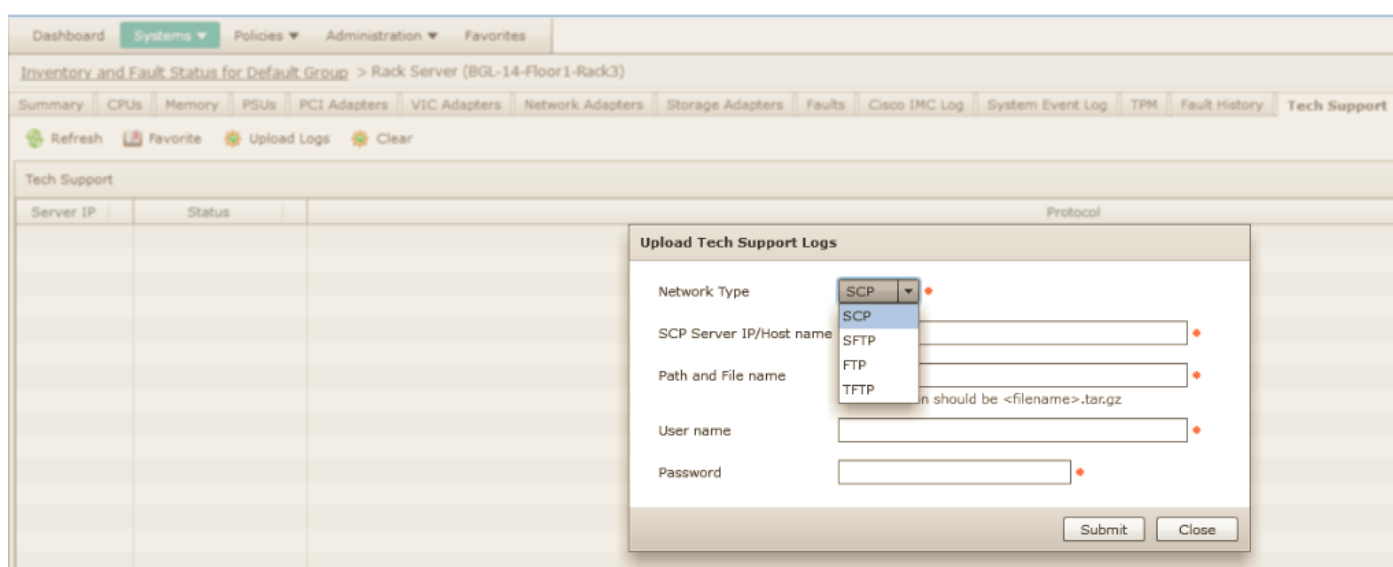 Dashboard Systems Policies Administration Favorites
Inventory and Fault Status for Default Group > Rack Server (BGL-14-Floor1-Rack3)
Summary CPUs Memory PSUs PCI Adapters VIC Adapters Network Adapters Storage Adapters Faults Cisco IMC Log System Event Log TPM Fault History Tech Support
Refresh Favorite Upload Logs Clear
Tech Support
Server IP Status Protocol
Upload Tech Support Logs
Network Type SCP
SCP
SCP Server IP/Host name
SFTP
FTP
Path and File name
TFTP
should be <filename>.tar.gz
User name
Password
Submit Close